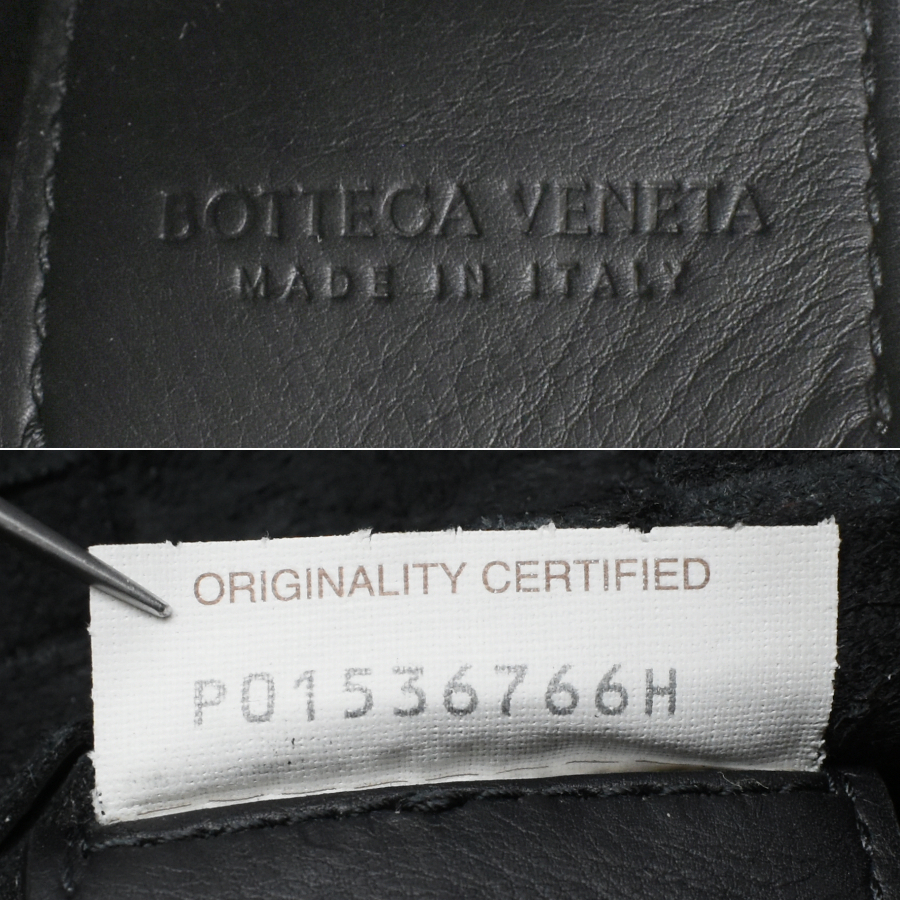 BOTTEGA VENETA
MADE IN ITALY
ORIGINALITY CERTIFIED
P01536766H